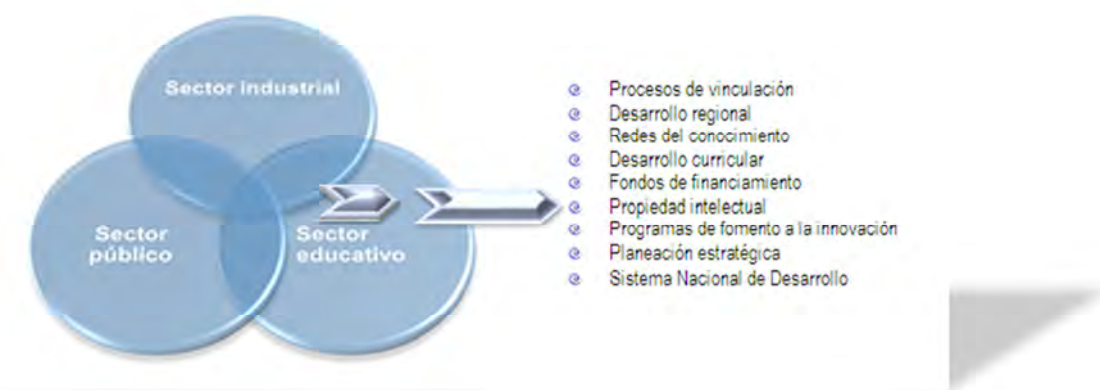 Sector Industrial
Sector
público
Sector
educativo
Procesos de vinculación
Desarrollo regional
Redes del conocimiento
Desarrollo curricular
Fondos de financiamiento
Propiedad intelectual
Programas de fomento a la innovación
Planeación estratégica
Sistema Nacional de Desarrollo